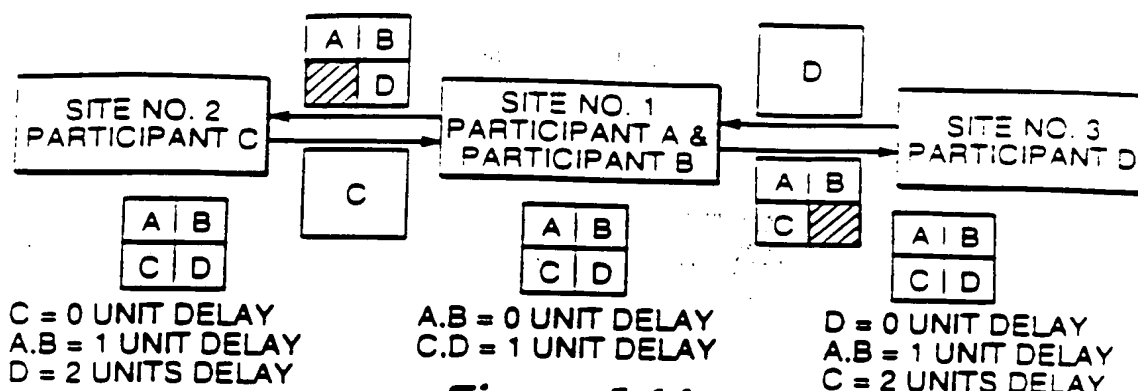 A | B
D
D
SITE NO. 2
PARTICIPANT C
SITE NO. 1
PARTICIPANT A &
PARTICIPANT B
SITE NO. 3
PARTICIPANT D
C
A | B
C
A | B
C | D
A | B
C | D
A | B
C | D
C = 0 UNIT DELAY
A.B = 1 UNIT DELAY
D = 2 UNITS DELAY
A.B = 0 UNIT DELAY
C.D = 1 UNIT DELAY
D = 0 UNIT DELAY
A.B = 1 UNIT DELAY
C = 2 UNITS DELAY